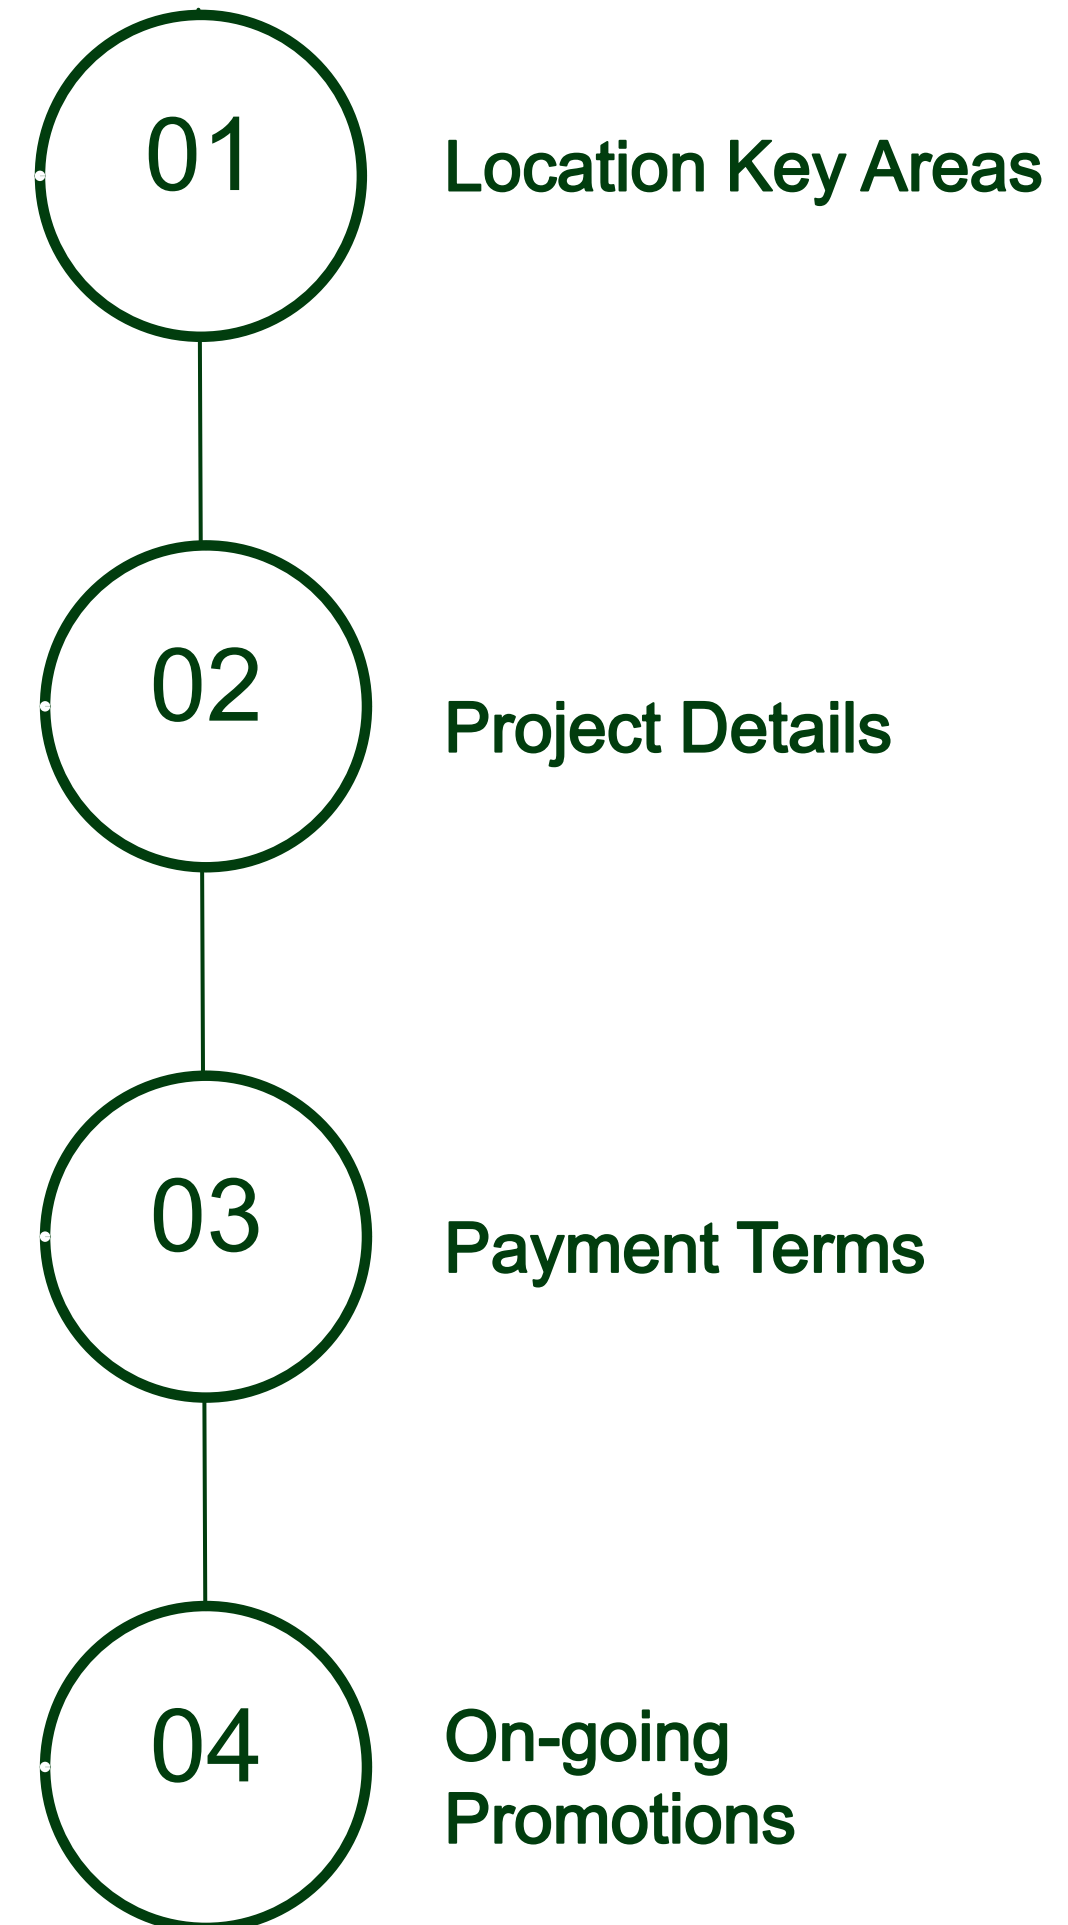 01
Location Key Areas
02
Project Details
03
Payment Terms
04
On-going
Promotions